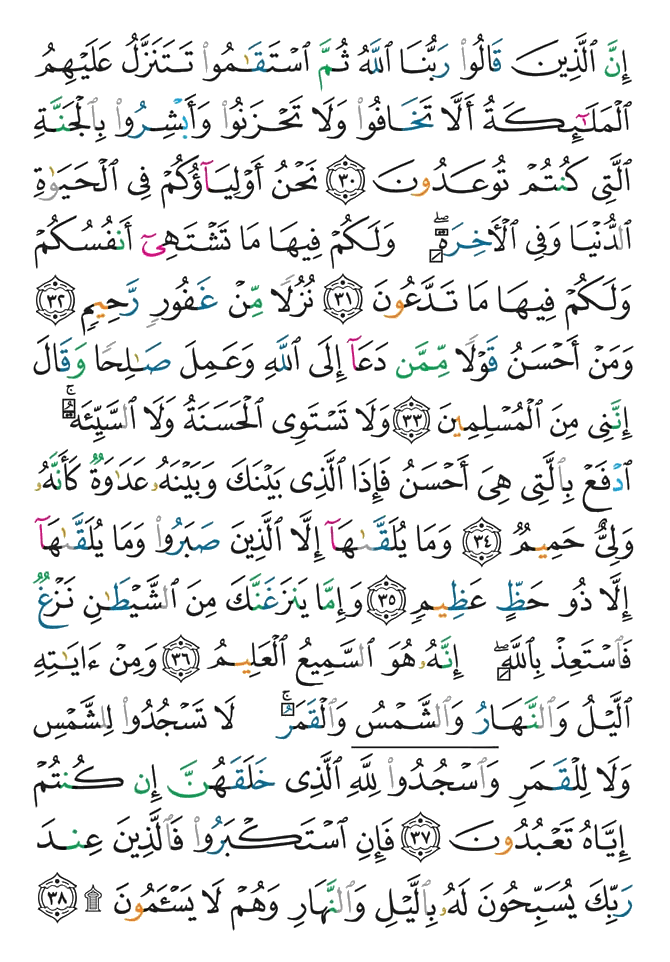 إِنَّ ٱلَّذِينَ قَالُوا۟ رَبُّنَا ٱللَّهُ ثُمَّ ٱسْتَقَـٰمُوا۟ تَتَنَزَّلُ عَلَيْهِمُ
ٱلْمَلَـٰٓئِكَةُ أَلَّا تَخَافُوا۟ وَلَا تَحْزَنُوا۟ وَأَبْشِرُوا۟ بِٱلْجَنَّةِ
ٱلَّتِى كُنتُمْ تُوعَدُونَ ٣٠ نَحْنُ أَوْلِيَآؤُكُمْ فِى ٱلْحَيَوٰةِ
ٱلدُّنْيَا وَفِى ٱلْـَٔاخِرَةِ ۖ وَلَكُمْ فِيهَا مَا تَشْتَهِىٓ أَنفُسُكُمْ
وَلَكُمْ فِيهَا مَا تَدَّعُونَ ٣١ نُزُلًا مِّنْ غَفُورٍ رَّحِيمٍ ٣٢
وَمَنْ أَحْسَنُ قَوْلًا مِّمَّن دَعَآ إِلَى ٱللَّهِ وَعَمِلَ صَـٰلِحًا وَقَالَ
إِنَّنِى مِنَ ٱلْمُسْلِمِينَ ٣٣ وَلَا تَسْتَوِى ٱلْحَسَنَةُ وَلَا ٱلسَّيِّئَةُ ۚ
ٱدْفَعْ بِٱلَّتِى هِىَ أَحْسَنُ فَإِذَا ٱلَّذِى بَيْنَكَ وَبَيْنَهُۥ عَدَٰوَةٌ كَأَنَّهُۥ
وَلِىٌّ حَمِيمٌ ٣٤ وَمَا يُلَقَّىٰهَآ إِلَّا ٱلَّذِينَ صَبَرُوا۟ وَمَا يُلَقَّىٰهَآ
إِلَّا ذُو حَظٍّ عَظِيمٍ ٣٥ وَإِمَّا يَنزَغَنَّكَ مِنَ ٱلشَّيْطَـٰنِ نَزْغٌ
فَٱسْتَعِذْ بِٱللَّهِ ۖ إِنَّهُۥ هُوَ ٱلسَّمِيعُ ٱلْعَلِيمُ ٣٦ وَمِنْ ءَايَـٰتِهِ
ٱلَّيْلُ وَٱلنَّهَارُ وَٱلشَّمْسُ وَٱلْقَمَرُ ۚ لَا تَسْجُدُوا۟ لِلشَّمْسِ
وَلَا لِلْقَمَرِ وَٱسْجُدُوا۟ لِلَّهِ ٱلَّذِى خَلَقَهُنَّ إِن كُنتُمْ
إِيَّاهُ تَعْبُدُونَ ٣٧ فَإِنِ ٱسْتَكْبَرُوا۟ فَٱلَّذِينَ عِندَ
رَبِّكَ يُسَبِّحُونَ لَهُۥ بِٱلَّيْلِ وَٱلنَّهَارِ وَهُمْ لَا يَسْـَٔمُونَ ۩ ٣٨